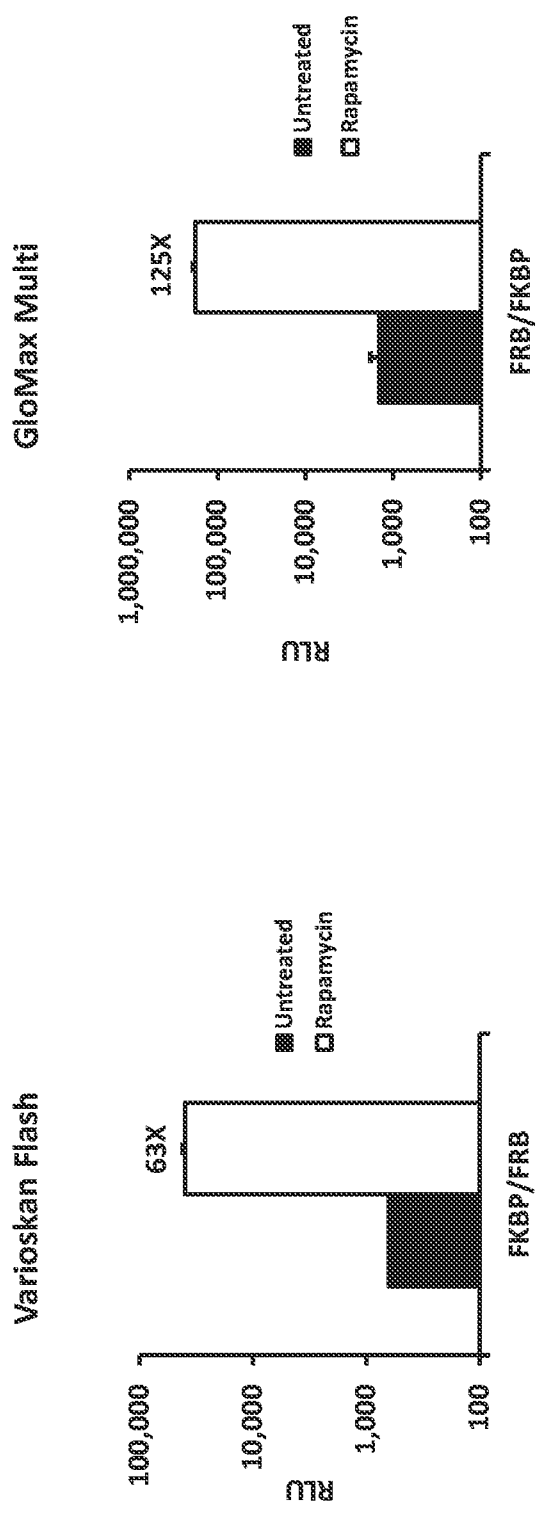 Varioskan Flash
100,000
10,000
1,000
100
RLU
63X
Untreated
Rapamycin
FKBP/FRB
GloMax Multi
1,000,000
100,000
10,000
1,000
100
RLU
125X
Untreated
Rapamycin
FRB/FKBP